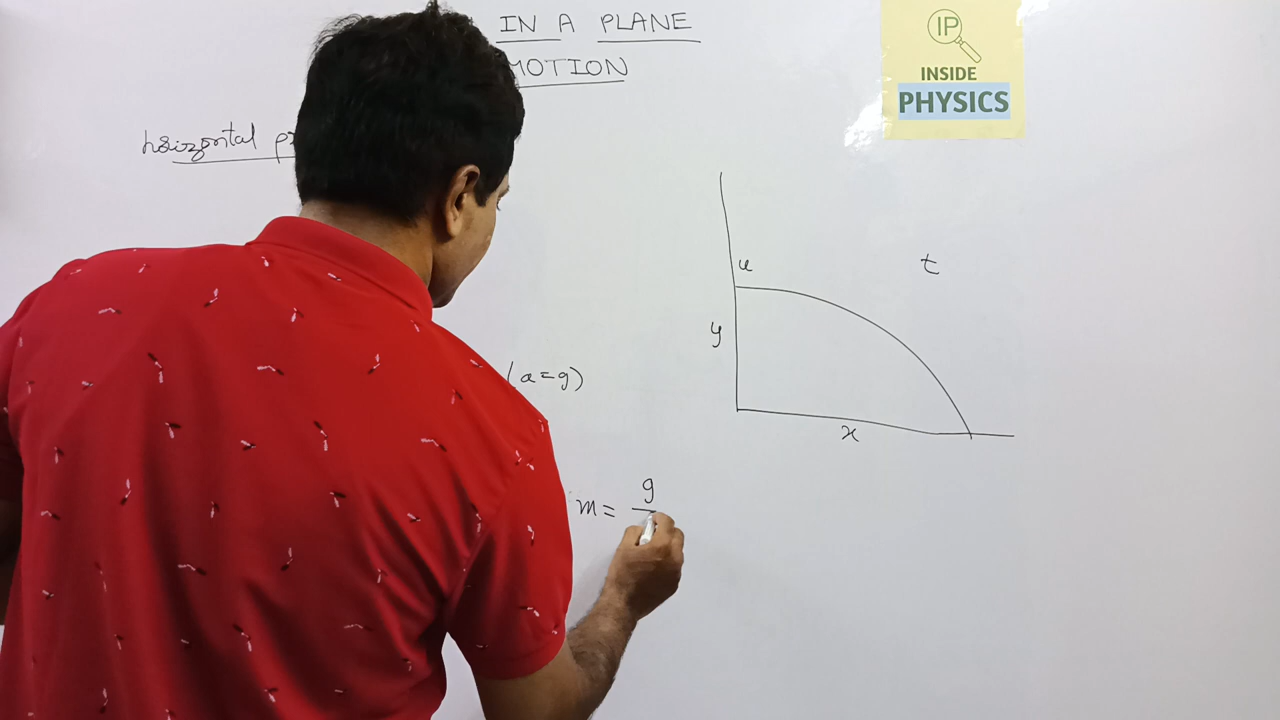 IN A PLANE
MOTION
horizontal
IP
INSIDE
PHYSICS
u
t
y
x
(a=g)
m= g